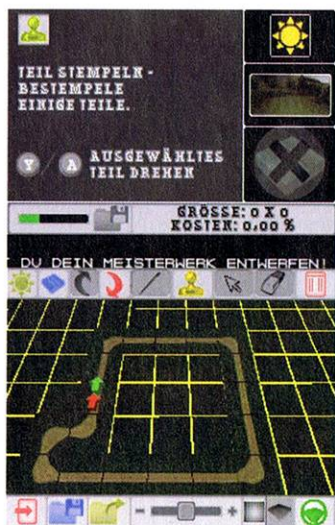 TEIL STEMPELN -
BESTEMPELE
EINIGE TEILE.
Y / A AUSGEWÄHLTES
TEIL DREHEN
GRÖSSE: 0 X 0
KOSTEN: 0,00 %
T DU DEIN MEISTERWERK ENTWERFEN!
- +